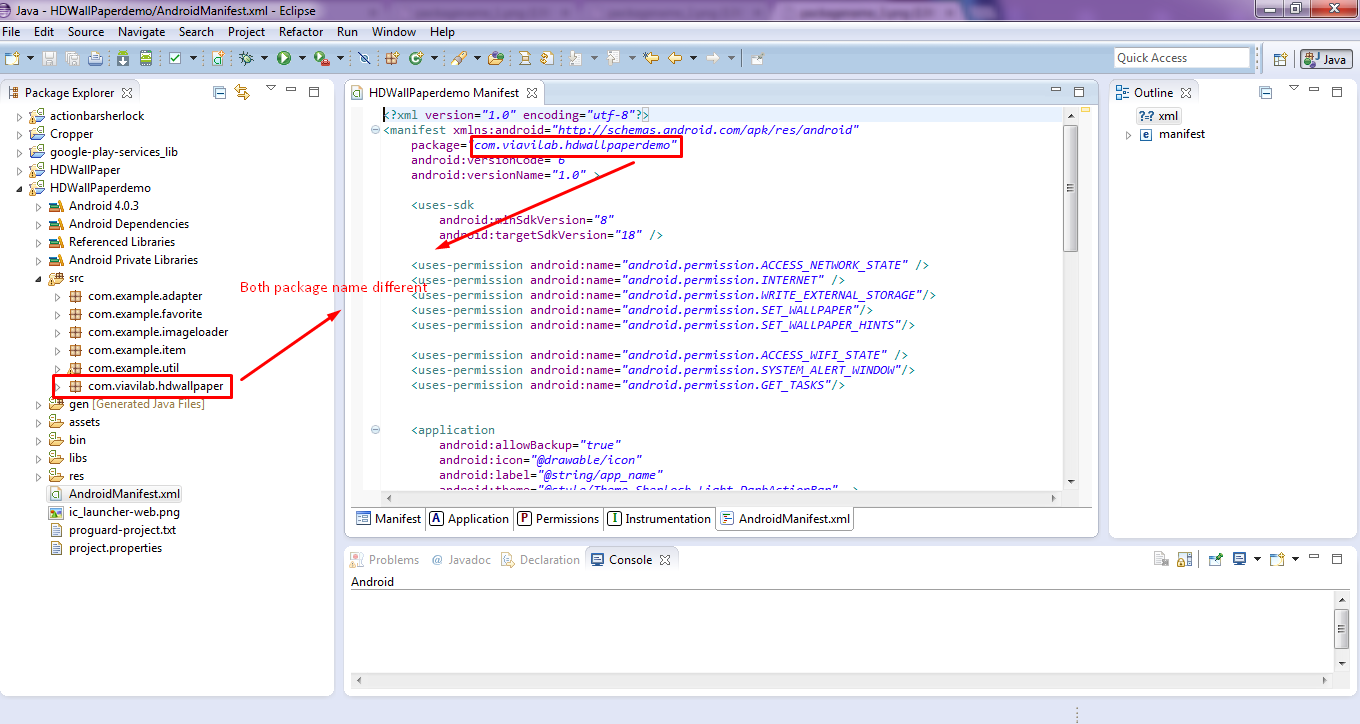 Java - HDWallPaperdemo/AndroidManifest.xml - Eclipse
File Edit Source Navigate Search Project Refactor Run Window Help
Quick Access
Java
Package Explorer
actionbarsherlock
Cropper
google-play-services_lib
HDWallPaper
HDWallPaperdemo
Android 4.0.3
Android Dependencies
Referenced Libraries
Android Private Libraries
src
com.example.adapter
com.example.favorite
com.example.imageloader
com.example.item
com.example.util
com.viavilab.hdwallpaper
gen [Generated Java Files]
assets
bin
libs
res
AndroidManifest.xml
ic_launcher-web.png
proguard-project.txt
project.properties
Both package name different
HDWallPaperdemo Manifest
<?xml version="1.0" encoding="utf-8"?>
<manifest xmlns:android="http://schemas.android.com/apk/res/android"
package="com.viavilab.hdwallpaperdemo"
android:versionCode="6"
android:versionName="1.0" >
<uses-sdk
android:minSdkVersion="8"
android:targetSdkVersion="18" />
<uses-permission android:name="android.permission.ACCESS_NETWORK_STATE" />
<uses-permission android:name="android.permission.INTERNET" />
<uses-permission android:name="android.permission.WRITE_EXTERNAL_STORAGE"/>
<uses-permission android:name="android.permission.SET_WALLPAPER"/>
<uses-permission android:name="android.permission.SET_WALLPAPER_HINTS"/>
<uses-permission android:name="android.permission.ACCESS_WIFI_STATE" />
<uses-permission android:name="android.permission.SYSTEM_ALERT_WINDOW"/>
<uses-permission android:name="android.permission.GET_TASKS"/>
<application
android:allowBackup="true"
android:icon="@drawable/icon"
android:label="@string/app_name"
android:theme="@style/Theme.Sherlock.Light.DarkActionBar" >
Manifest Application Permissions Instrumentation AndroidManifest.xml
Outline
xml
manifest
Problems Javadoc Declaration Console
Android